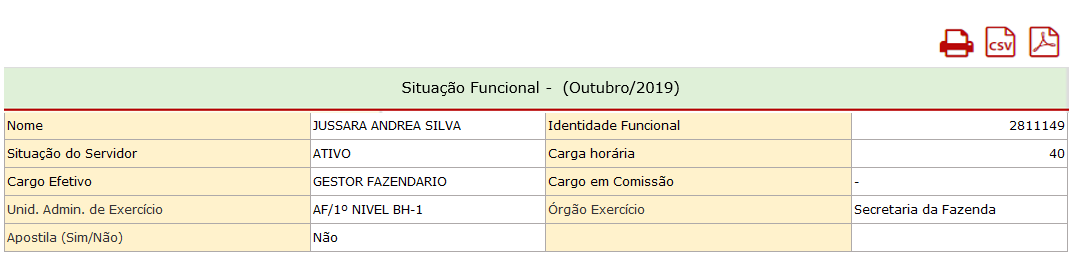 CSV
Situação Funcional - (Outubro/2019)
Nome JUSSARA ANDREA SILVA Identidade Funcional 2811149
Situação do Servidor ATIVO Carga horária 40
Cargo Efetivo GESTOR FAZENDARIO Cargo em Comissão -
Unid. Admin. de Exercício AF/1º NIVEL BH-1 Órgão Exercício Secretaria da Fazenda
Apostila (Sim/Não) Não